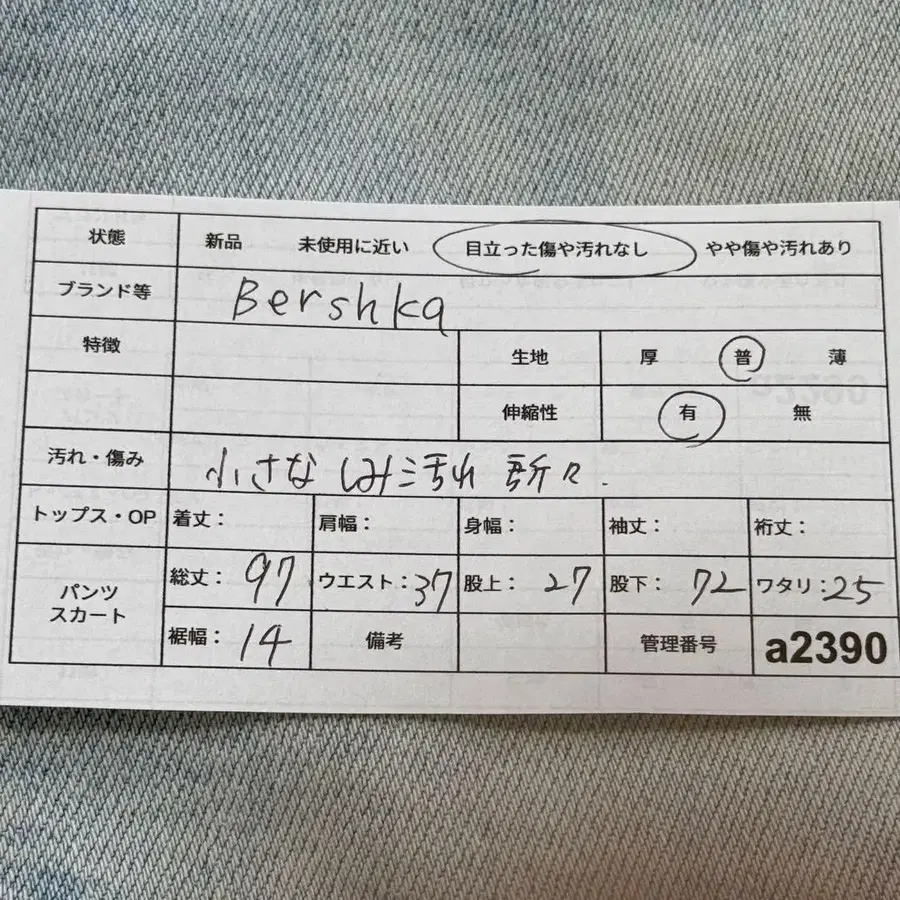 状態 新品 未使用に近い 目立った傷や汚れなし やや傷や汚れあり
ブランド等 Bershka
特徴 生地 厚 普 薄
伸縮性 有 無
汚れ・傷み 小さな しみ汚れ 所々.
トップス・OP 着丈: 肩幅: 身幅: 袖丈: 裄丈:
パンツ スカート 総丈: 97 ウエスト: 37 股上: 27 股下: 72 ワタリ: 25
裾幅: 14 備考 管理番号 a2390